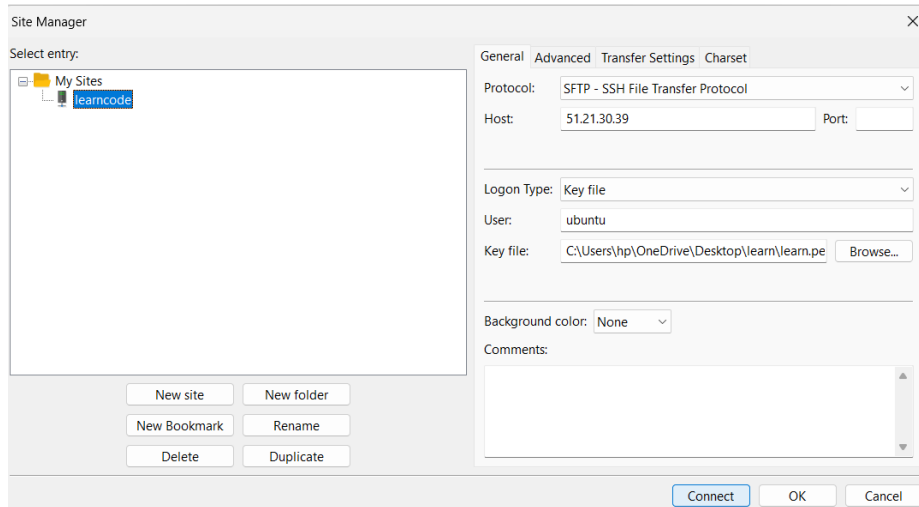 Site Manager
Select entry:
My Sites
learncode
New site New folder
New Bookmark Rename
Delete Duplicate
General Advanced Transfer Settings Charset
Protocol: SFTP - SSH File Transfer Protocol
Host: 51.21.30.39 Port:
Logon Type: Key file
User: ubuntu
Key file: C:\Users\hp\OneDrive\Desktop\learn\learn.pe Browse...
Background color: None
Comments:
Connect OK Cancel